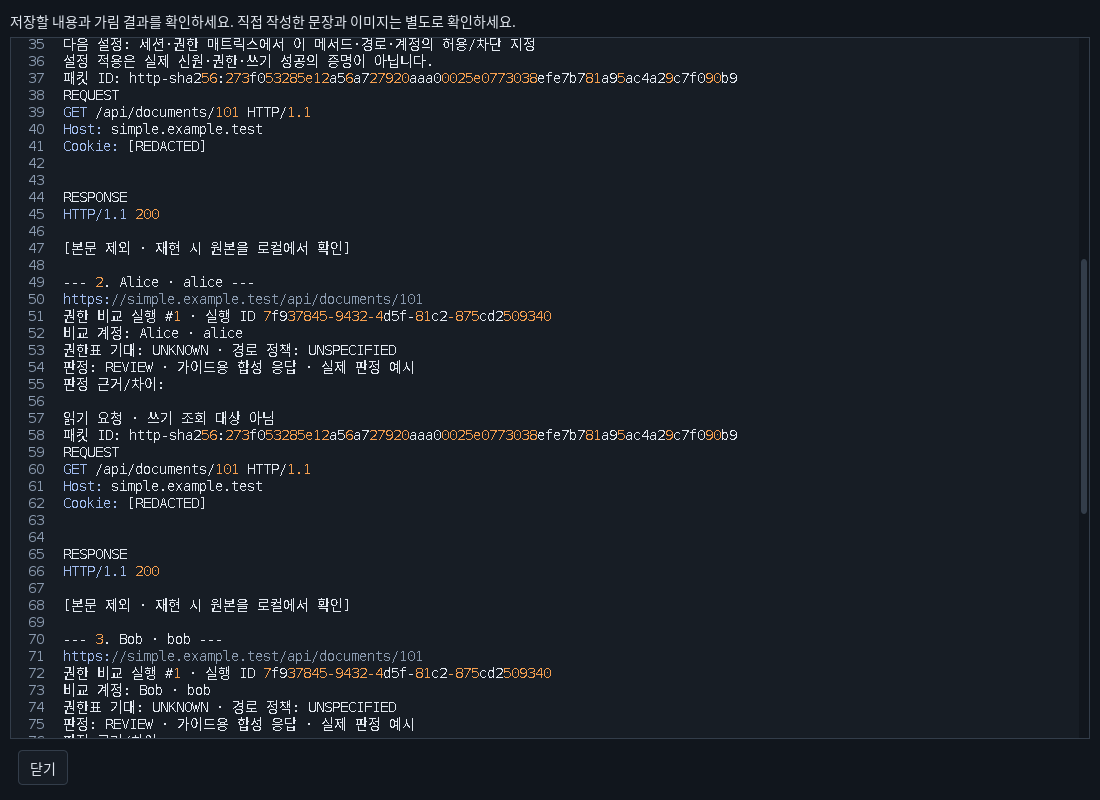 저장할 내용과 가림 결과를 확인하세요. 직접 작성한 문장과 이미지는 별도로 확인하세요.
35 다음 설정: 세션·권한 매트릭스에서 이 메서드·경로·계정의 허용/차단 지정
36 설정 적용은 실제 신원·권한·쓰기 성공의 증명이 아닙니다.
37 패킷 ID: http-sha256:273f053285e12a56a727920aaa00025e0773038efe7b781a95ac4a29c7f090b9
38 REQUEST
39 GET /api/documents/101 HTTP/1.1
40 Host: simple.example.test
41 Cookie: [REDACTED]
42
43
44 RESPONSE
45 HTTP/1.1 200
46
47 [본문 제외 · 재현 시 원본을 로컬에서 확인]
48
49 --- 2. Alice · alice ---
50 https://simple.example.test/api/documents/101
51 권한 비교 실행 #1 · 실행 ID 7f937845-9432-4d5f-81c2-875cd2509340
52 비교 계정: Alice · alice
53 권한표 기대: UNKNOWN · 경로 정책: UNSPECIFIED
54 판정: REVIEW · 가이드용 합성 응답 · 실제 판정 예시
55 판정 근거/차이:
56
57 읽기 요청 · 쓰기 조회 대상 아님
58 패킷 ID: http-sha256:273f053285e12a56a727920aaa00025e0773038efe7b781a95ac4a29c7f090b9
59 REQUEST
60 GET /api/documents/101 HTTP/1.1
61 Host: simple.example.test
62 Cookie: [REDACTED]
63
64
65 RESPONSE
66 HTTP/1.1 200
67
68 [본문 제외 · 재현 시 원본을 로컬에서 확인]
69
70 --- 3. Bob · bob ---
71 https://simple.example.test/api/documents/101
72 권한 비교 실행 #1 · 실행 ID 7f937845-9432-4d5f-81c2-875cd2509340
73 비교 계정: Bob · bob
74 권한표 기대: UNKNOWN · 경로 정책: UNSPECIFIED
75 판정: REVIEW · 가이드용 합성 응답 · 실제 판정 예시
닫기